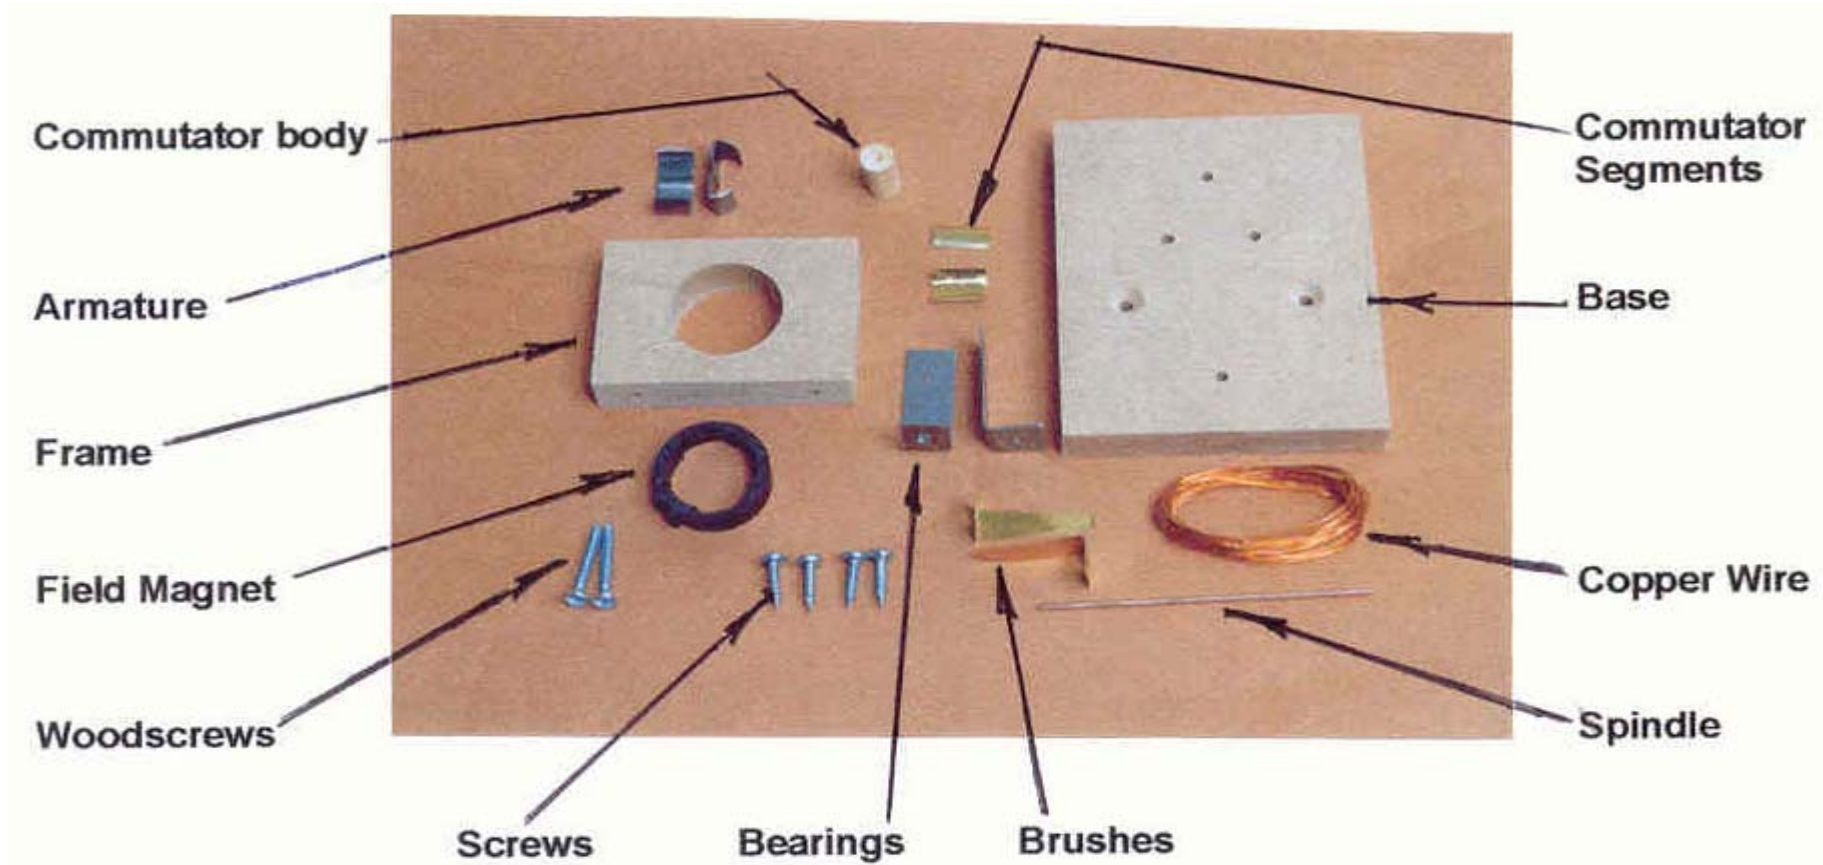 Commutator body
Commutator
Segments
Armature
Base
Frame
Field Magnet
Copper Wire
Woodscrews
Spindle
Screws
Bearings
Brushes